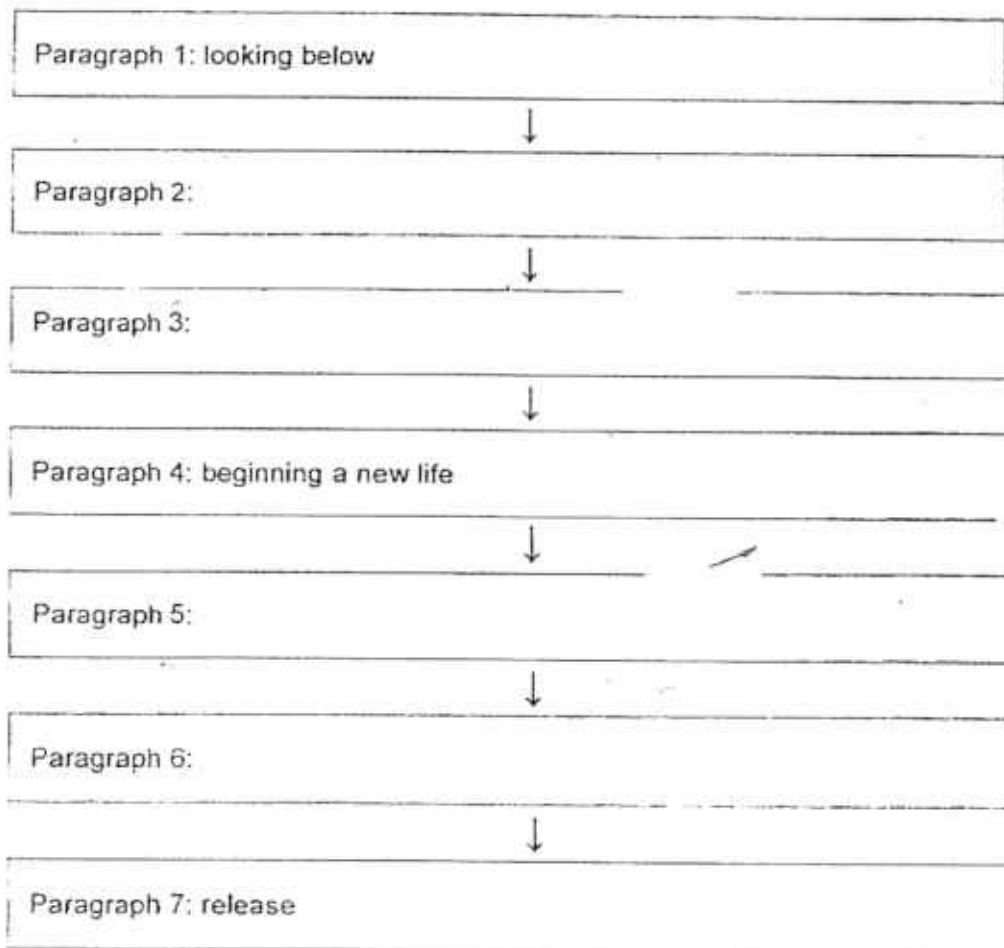 Paragraph 1: looking below
Paragraph 2:
Paragraph 3:
Paragraph 4: beginning a new life
Paragraph 5:
Paragraph 6:
Paragraph 7: release